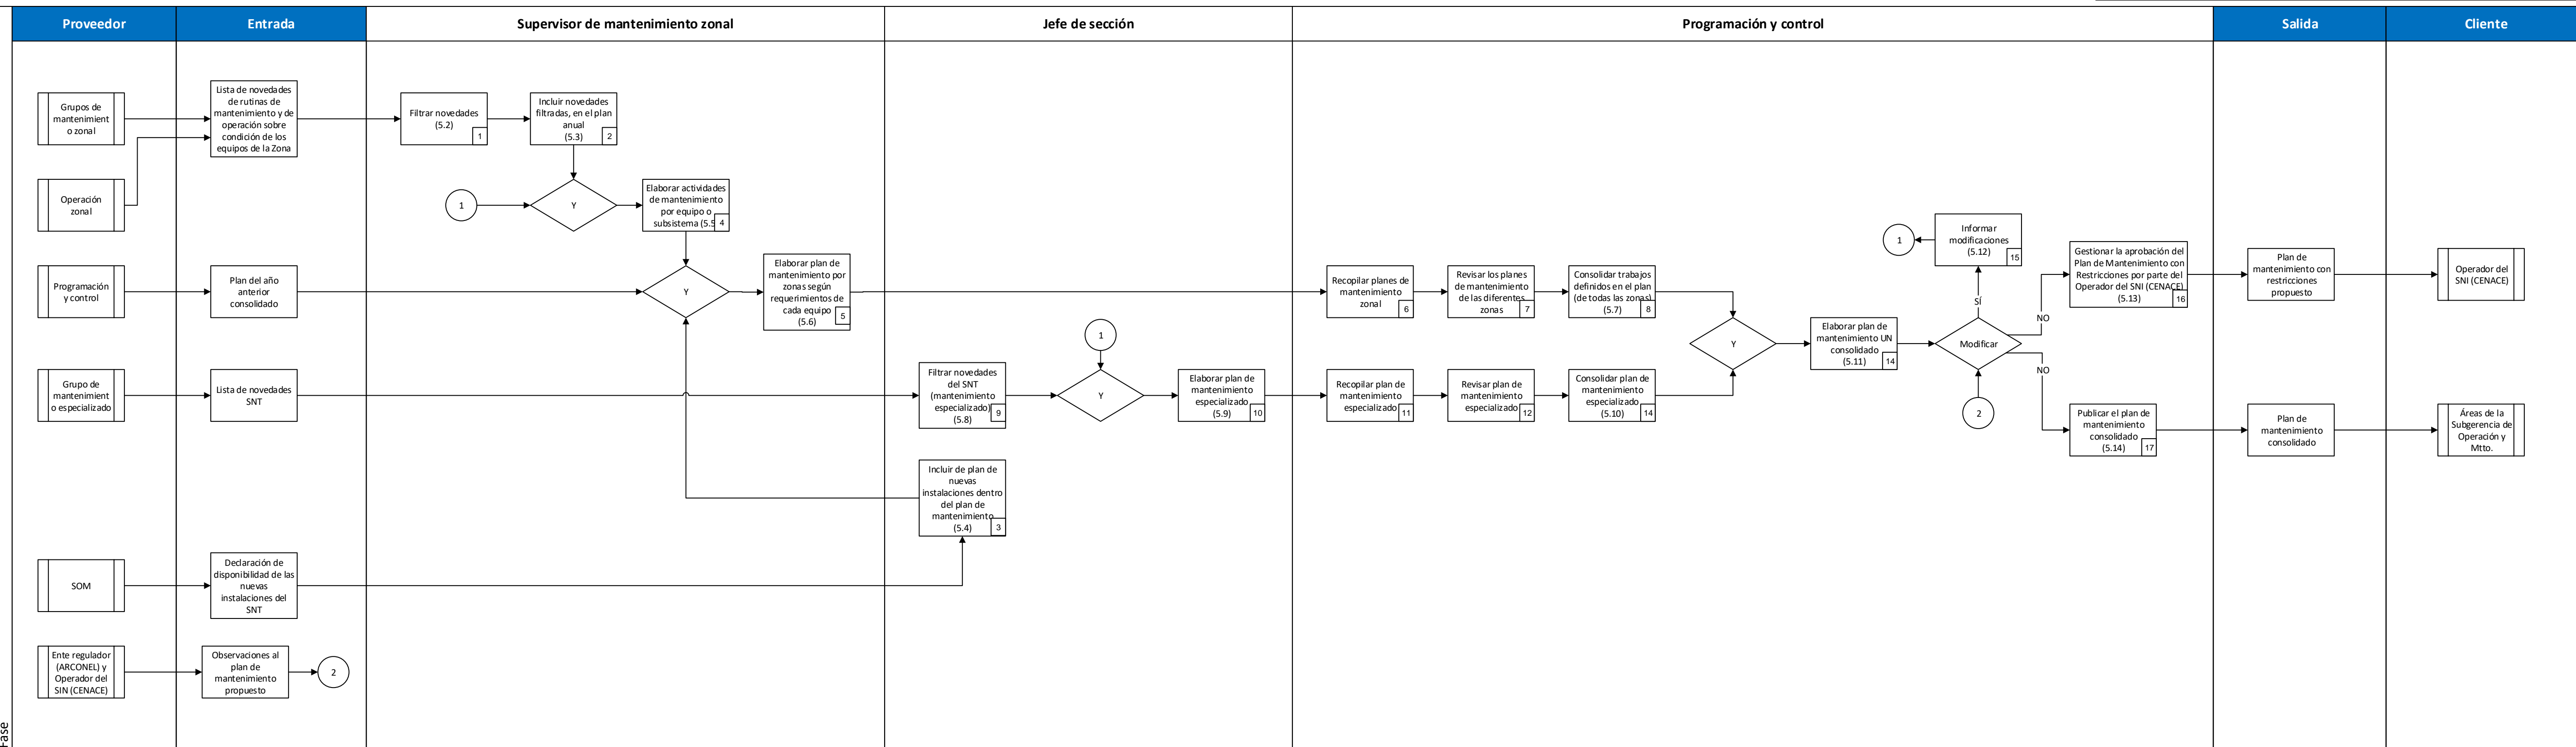 Proveedor
Entrada
Supervisor de mantenimiento zonal
Jefe de sección
Programación y control
Salida
Cliente
Grupos de
mantenimient
o zonal
Lista de novedades
de rutinas de
mantenimiento y de
operación sobre
condición de los
equipos de la Zona
Filtrar novedades
(5.2)
1
Incluir novedades
filtradas, en el plan
anual
(5.3)
2
Operación
zonal
1
Y
Elaborar actividades
de mantenimiento
por equipo o
subsistema (5.5
4
Programación
y control
Plan del año
anterior
consolidado
Y
Elaborar plan de
mantenimiento por
zonas según
requerimientos de
cada equipo
(5.6)
5
Recopilar planes de
mantenimiento
zonal
6
Revisar los planes
de mantenimiento
de las diferentes
zonas
7
Consolidar trabajos
definidos en el plan
(de todas las zonas)
(5.7)
8
1
Informar
modificaciones
(5.12)
15
Gestionar la aprobación del
Plan de Mantenimiento con
Restricciones por parte del
Operador del SNI (CENACE)
(5.13)
16
Plan de
mantenimiento con
restricciones
propuesto
Operador del
SNI (CENACE)
SÍ
NO
Y
Elaborar plan de
mantenimiento UN
consolidado
(5.11)
14
Modificar
NO
2
Grupo de
mantenimient
o especializado
Lista de novedades
SNT
Filtrar novedades
del SNT
(mantenimiento
especializado)
(5.8)
9
1
Y
Elaborar plan de
mantenimiento
especializado
(5.9)
10
Recopilar plan de
mantenimiento
especializado
11
Revisar plan de
mantenimiento
especializado
12
Consolidar plan de
mantenimiento
especializado
(5.10)
14
Publicar el plan de
mantenimiento
consolidado
(5.14)
17
Plan de
mantenimiento
consolidado
Áreas de la
Subgerencia de
Operación y
Mtto.
Incluir de plan de
nuevas
instalaciones dentro
del plan de
mantenimiento
(5.4)
3
SOM
Declaración de
disponibilidad de las
nuevas
instalaciones del
SNT
Ente regulador
(ARCONEL) y
Operador del
SIN (CENACE)
Observaciones al
plan de
mantenimiento
propuesto
2
Fase